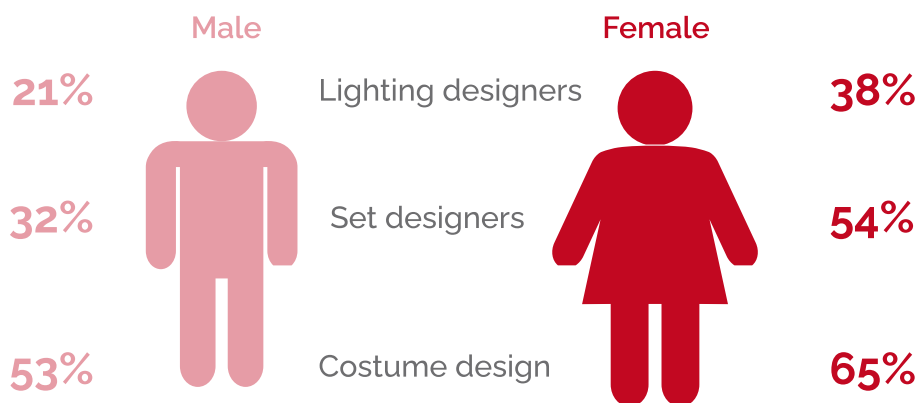 Male Female
21% Lighting designers 38%
32% Set designers 54%
53% Costume design 65%